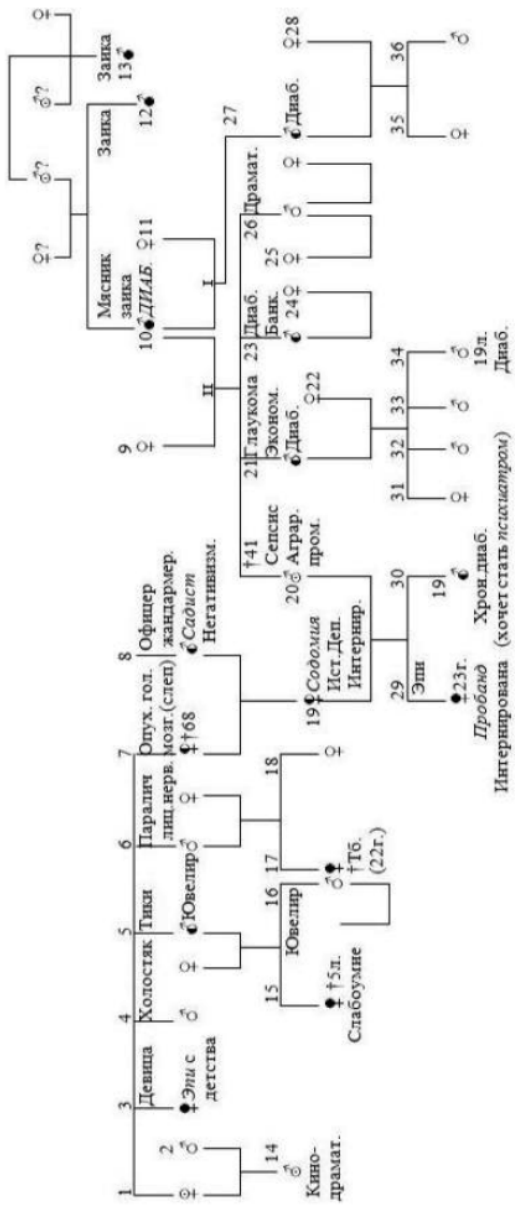 ♀
♀? ♂? ♂?
Заика
13 ♂
Заика
12 ♂
Мясник
заика
10 ♂ ДИАБ.
9 ♀
♀11
1
2 ♂
3
Девица
Эпи с
детства
4
Холостяк
♂
5
Тики
♂ Ювелир
♀
6
Паралич
лиц.нерв.
♂
♀
7
Опух. гол.
мозг.(слеп)
†68
8
Офицер
жандармер.
♂ Садист
Негативизм.
II
I
14
Кино-
драмат.
15
†5л.
Слабоумие
16
Ювелир
♂
17
†Тб.
(22г.)
18
♀
19 Содомия
Ист.Деп.
Интернир.
†41
Сепсис
20 Аграр.
пром.
21 Глаукома
Эконом.
♂ Диаб.
♀22
23 Диаб.
Банк.
24 ♀
25 ♀
26 Драмат.
♂
♀
27
♂ Диаб.
♀28
29
Эпи
♀23г.
Пробанд
Интернирована
30
19 ♂
Хрон.диаб.
(хочет стать психиатром)
31 ♀
32 ♂
33 ♂
34 ♂
19л.
Диаб.
35 ♀
36 ♂